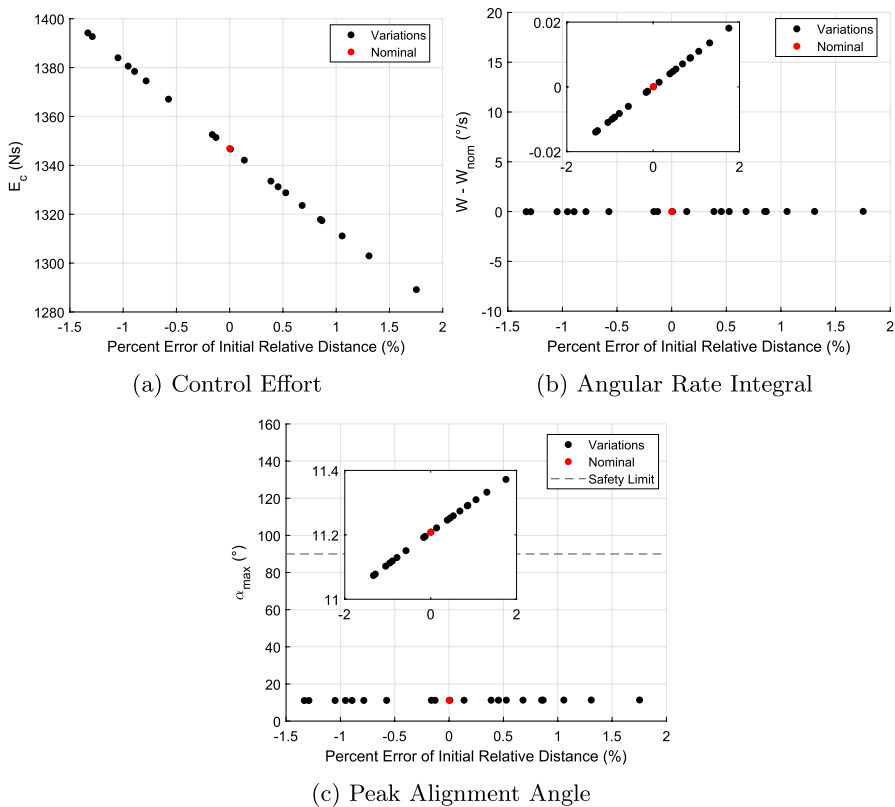 1400
1380
1360
1340
1320
1300
1280
E_c (Ns)
Variations
Nominal
-1.5 -1 -0.5 0 0.5 1 1.5 2
Percent Error of Initial Relative Distance (%)
(a) Control Effort
20
15
10
5
0
-5
-10
W - W_nom (°/s)
0.02
0
-0.02
-2 0 2
Variations
Nominal
-1.5 -1 -0.5 0 0.5 1 1.5 2
Percent Error of Initial Relative Distance (%)
(b) Angular Rate Integral
160
140
120
100
80
60
40
20
0
α_max (°)
11.4
11.2
11
-2 0 2
Variations
Nominal
Safety Limit
-1.5 -1 -0.5 0 0.5 1 1.5 2
Percent Error of Initial Relative Distance (%)
(c) Peak Alignment Angle